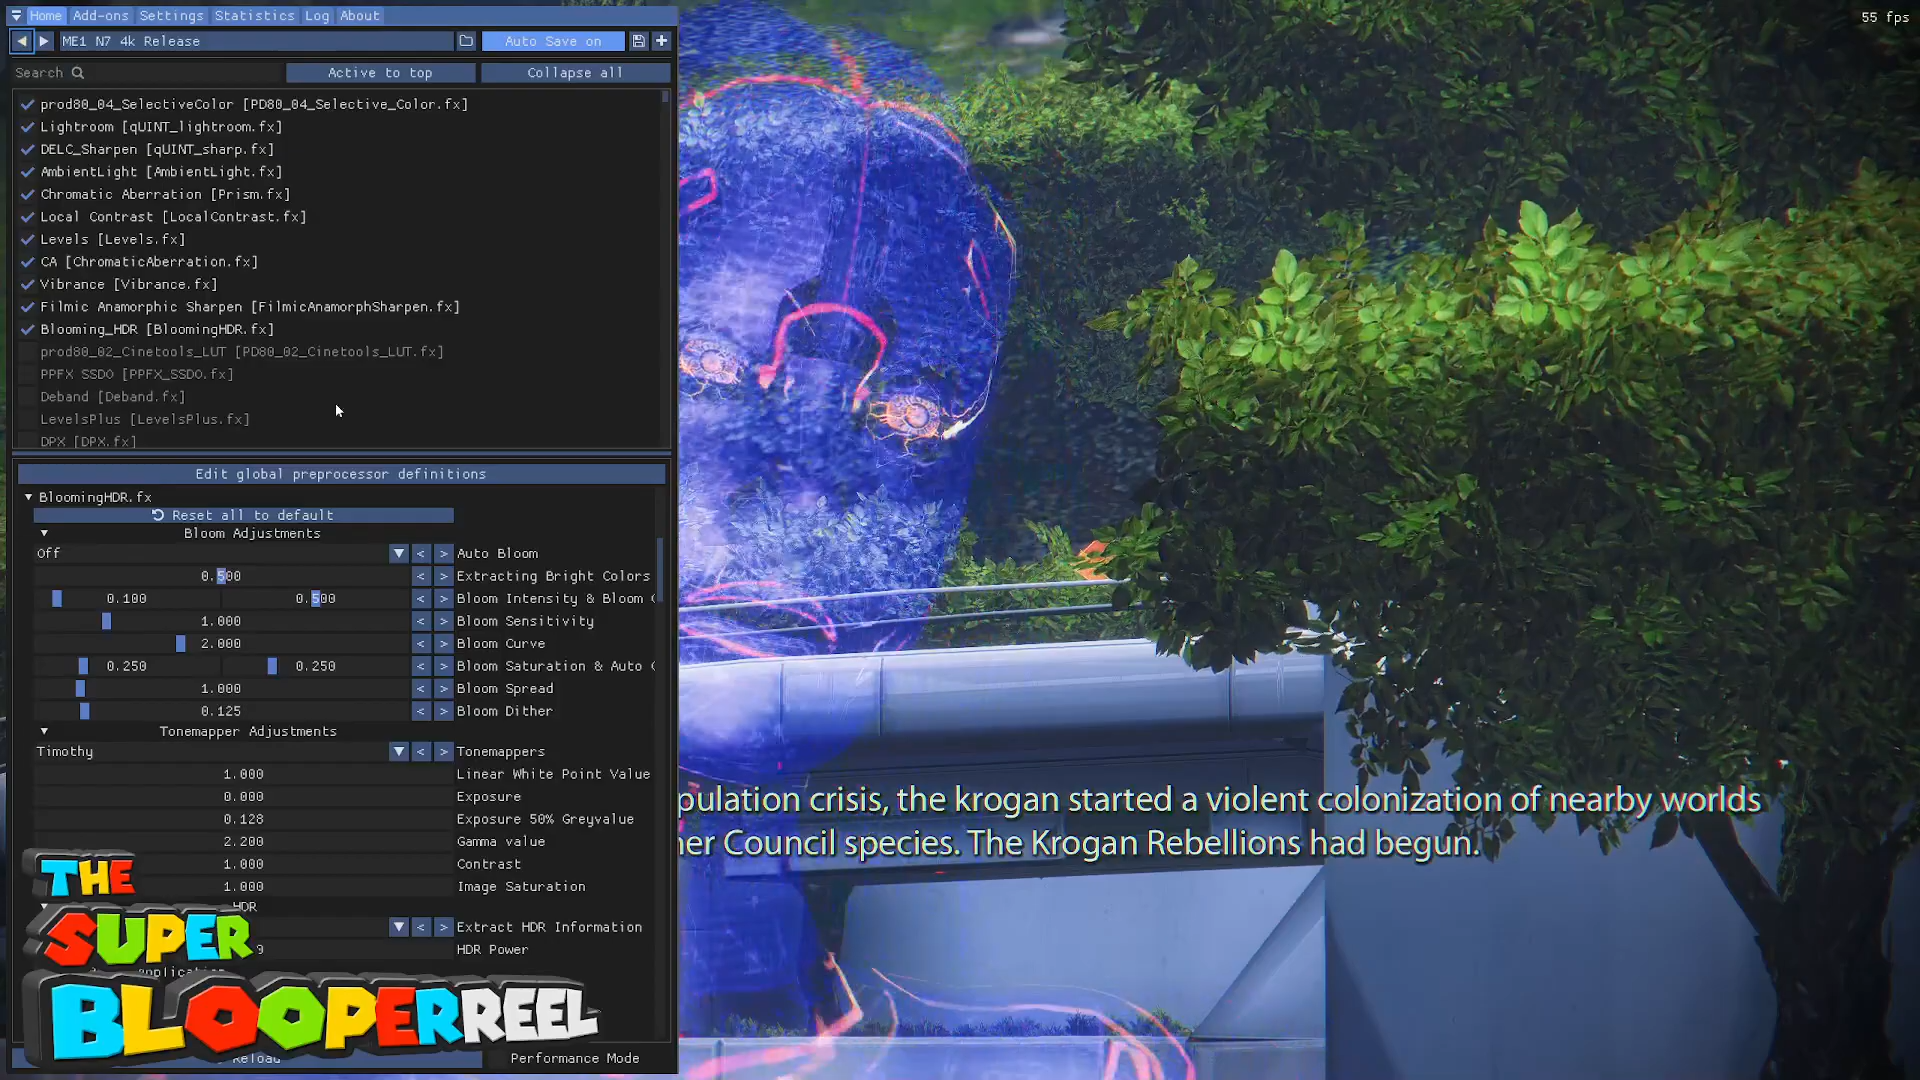 Home Add-ons Settings Statistics Log About
55 fps
ME1 N7 4k Release
Auto Save on
Search
Active to top
Collapse all
prod80_04_SelectiveColor [PD80_04_Selective_Color.fx]
Lightroom [qUINT_lightroom.fx]
DELC_Sharpen [qUINT_sharp.fx]
AmbientLight [AmbientLight.fx]
Chromatic Aberration [Prism.fx]
Local Contrast [LocalContrast.fx]
Levels [Levels.fx]
CA [ChromaticAberration.fx]
Vibrance [Vibrance.fx]
Filmic Anamorphic Sharpen [FilmicAnamorphSharpen.fx]
Blooming_HDR [BloomingHDR.fx]
prod80_02_Cinetools_LUT [PD80_02_Cinetools_LUT.fx]
PPFX SSDO [PPFX_SSDO.fx]
Deband [Deband.fx]
LevelsPlus [LevelsPlus.fx]
DPX [DPX.fx]
Edit global preprocessor definitions
BloomingHDR.fx
Reset all to default
Bloom Adjustments
Off < > Auto Bloom
0.500 < > Extracting Bright Colors
0.100 0.500 < > Bloom Intensity & Bloom
1.000 < > Bloom Sensitivity
2.000 < > Bloom Curve
0.250 0.250 < > Bloom Saturation & Auto
1.000 < > Bloom Spread
0.125 < > Bloom Dither
Tonemapper Adjustments
Timothy < > Tonemappers
1.000 Linear White Point Value
0.000 Exposure
0.128 Exposure 50% Greyvalue
2.200 Gamma value
1.000 Contrast
1.000 Image Saturation
HDR
< > Extract HDR Information
HDR Power
Reload
Performance Mode
pulation crisis, the krogan started a violent colonization of nearby worlds
her Council species. The Krogan Rebellions had begun.
THE
SUPER
BLOOPERREEL